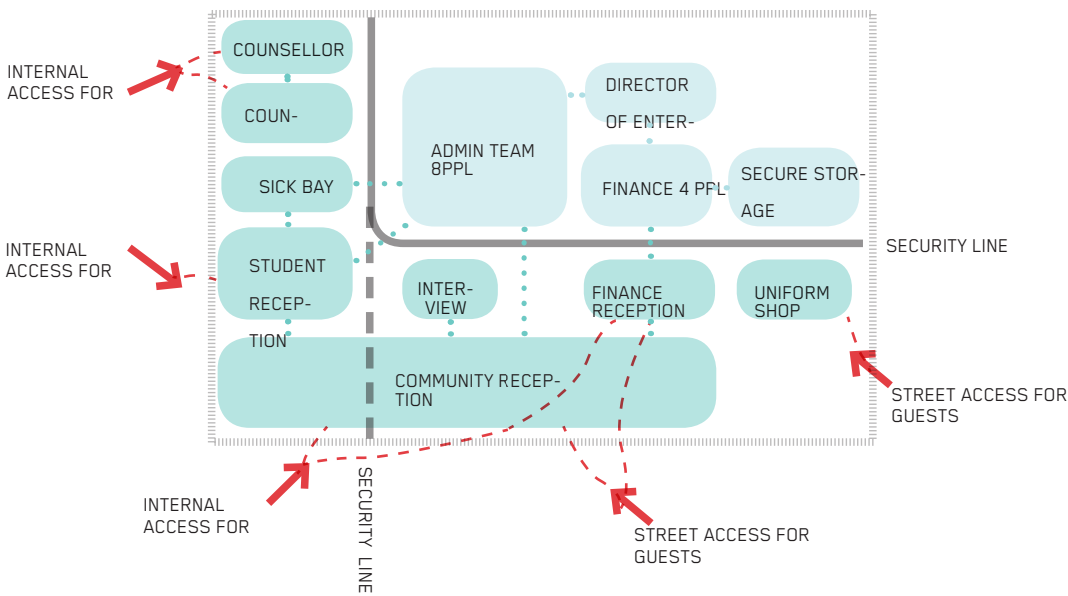 COUNSELLOR
INTERNAL
ACCESS FOR
COUN-
ADMIN TEAM
8PPL
DIRECTOR
OF ENTER-
SICK BAY
FINANCE 4 PPL
SECURE STOR-
AGE
INTERNAL
ACCESS FOR
STUDENT
RECEP-
TION
SECURITY LINE
INTER-
VIEW
FINANCE
RECEPTION
UNIFORM
SHOP
COMMUNITY RECEP-
TION
STREET ACCESS FOR
GUESTS
INTERNAL
ACCESS FOR
SECURITY LINE
STREET ACCESS FOR
GUESTS